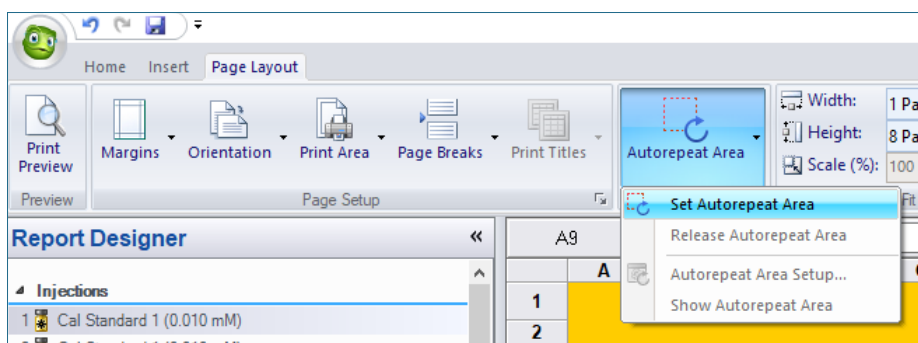 Home Insert Page Layout
Print Preview
Margins
Orientation
Print Area
Page Breaks
Print Titles
Autorepeat Area
Width: 1 Pa
Height: 8 Pa
Scale (%): 100
Preview
Page Setup
Fit
Set Autorepeat Area
Release Autorepeat Area
Autorepeat Area Setup...
Show Autorepeat Area
Report Designer «
A9
A
Injections
1 Cal Standard 1 (0.010 mM)
1
2